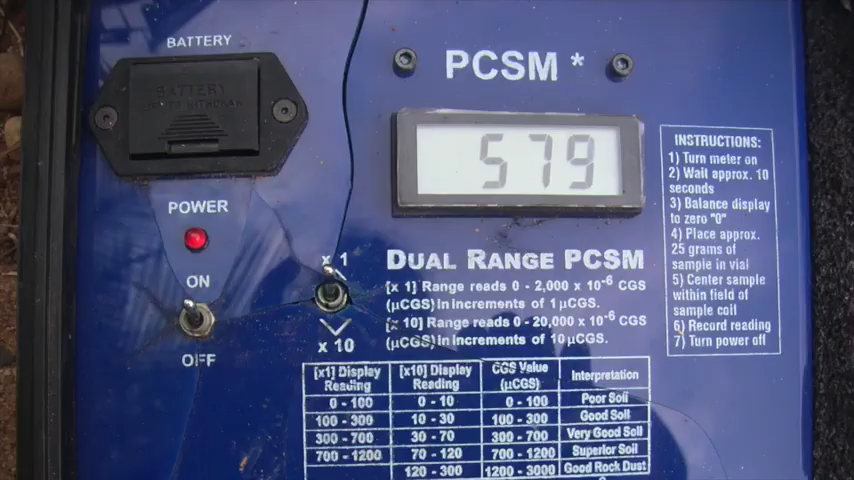 BATTERY
BATTERY
PCSM *
579
POWER
ON
OFF
x 1
x 10
DUAL RANGE PCSM
[x 1] Range reads 0 - 2,000 x 10⁻⁶ CGS
(µCGS) In increments of 1 µCGS.
[x 10] Range reads 0 - 20,000 x 10⁻⁶ CGS
(µCGS) In increments of 10 µCGS.
INSTRUCTIONS:
1) Turn meter on
2) Wait approx. 10
seconds
3) Balance display
to zero "0"
4) Place approx.
25 grams of
sample in vial
5) Center sample
within field of
sample coil
6) Record reading
7) Turn power off
[x1] Display Reading [x10] Display Reading CGS Value (µCGS) Interpretation
0 - 100 0 - 10 0 - 100 Poor Soil
100 - 300 10 - 30 100 - 300 Good Soil
300 - 700 30 - 70 300 - 700 Very Good Soil
700 - 1200 70 - 120 700 - 1200 Superior Soil
120 - 300 1200 - 3000 Good Rock Dust